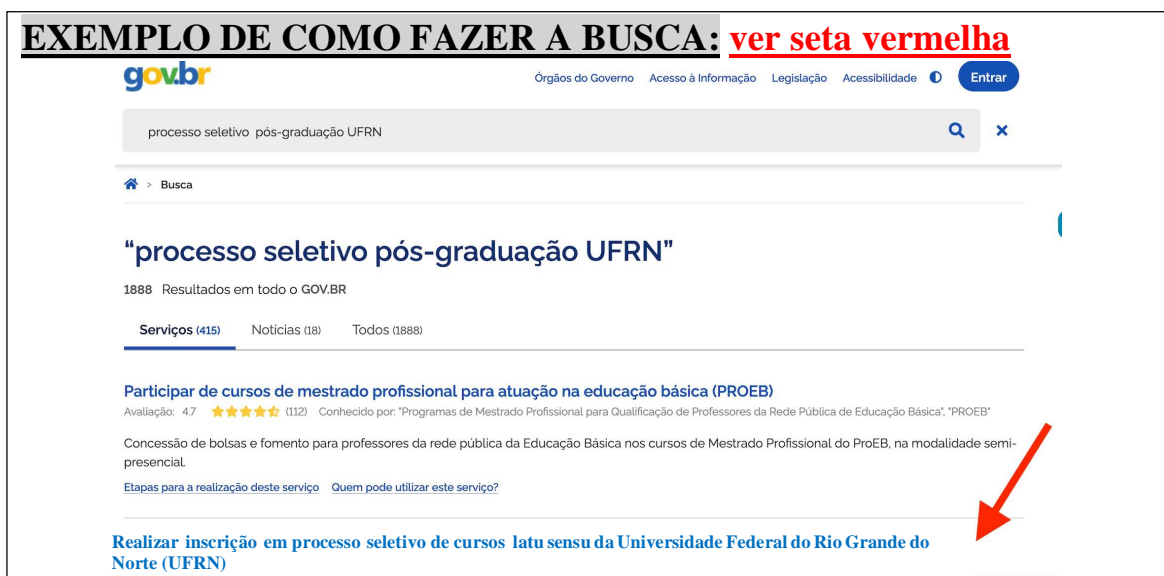 EXEMPLO DE COMO FAZER A BUSCA: ver seta vermelha
gov.br Órgãos do Governo Acesso à Informação Legislação Acessibilidade Entrar
processo seletivo pós-graduação UFRN
> Busca
“processo seletivo pós-graduação UFRN”
1888 Resultados em todo o GOV.BR
Serviços (415) Notícias (18) Todos (1888)
Participar de cursos de mestrado profissional para atuação na educação básica (PROEB)
Avaliação: 4.7 (112) Conhecido por: "Programas de Mestrado Profissional para Qualificação de Professores da Rede Pública de Educação Básica", "PROEB"
Concessão de bolsas e fomento para professores da rede pública da Educação Básica nos cursos de Mestrado Profissional do ProEB, na modalidade semi-
presencial.
Etapas para a realização deste serviço Quem pode utilizar este serviço?
Realizar inscrição em processo seletivo de cursos latu sensu da Universidade Federal do Rio Grande do
Norte (UFRN)